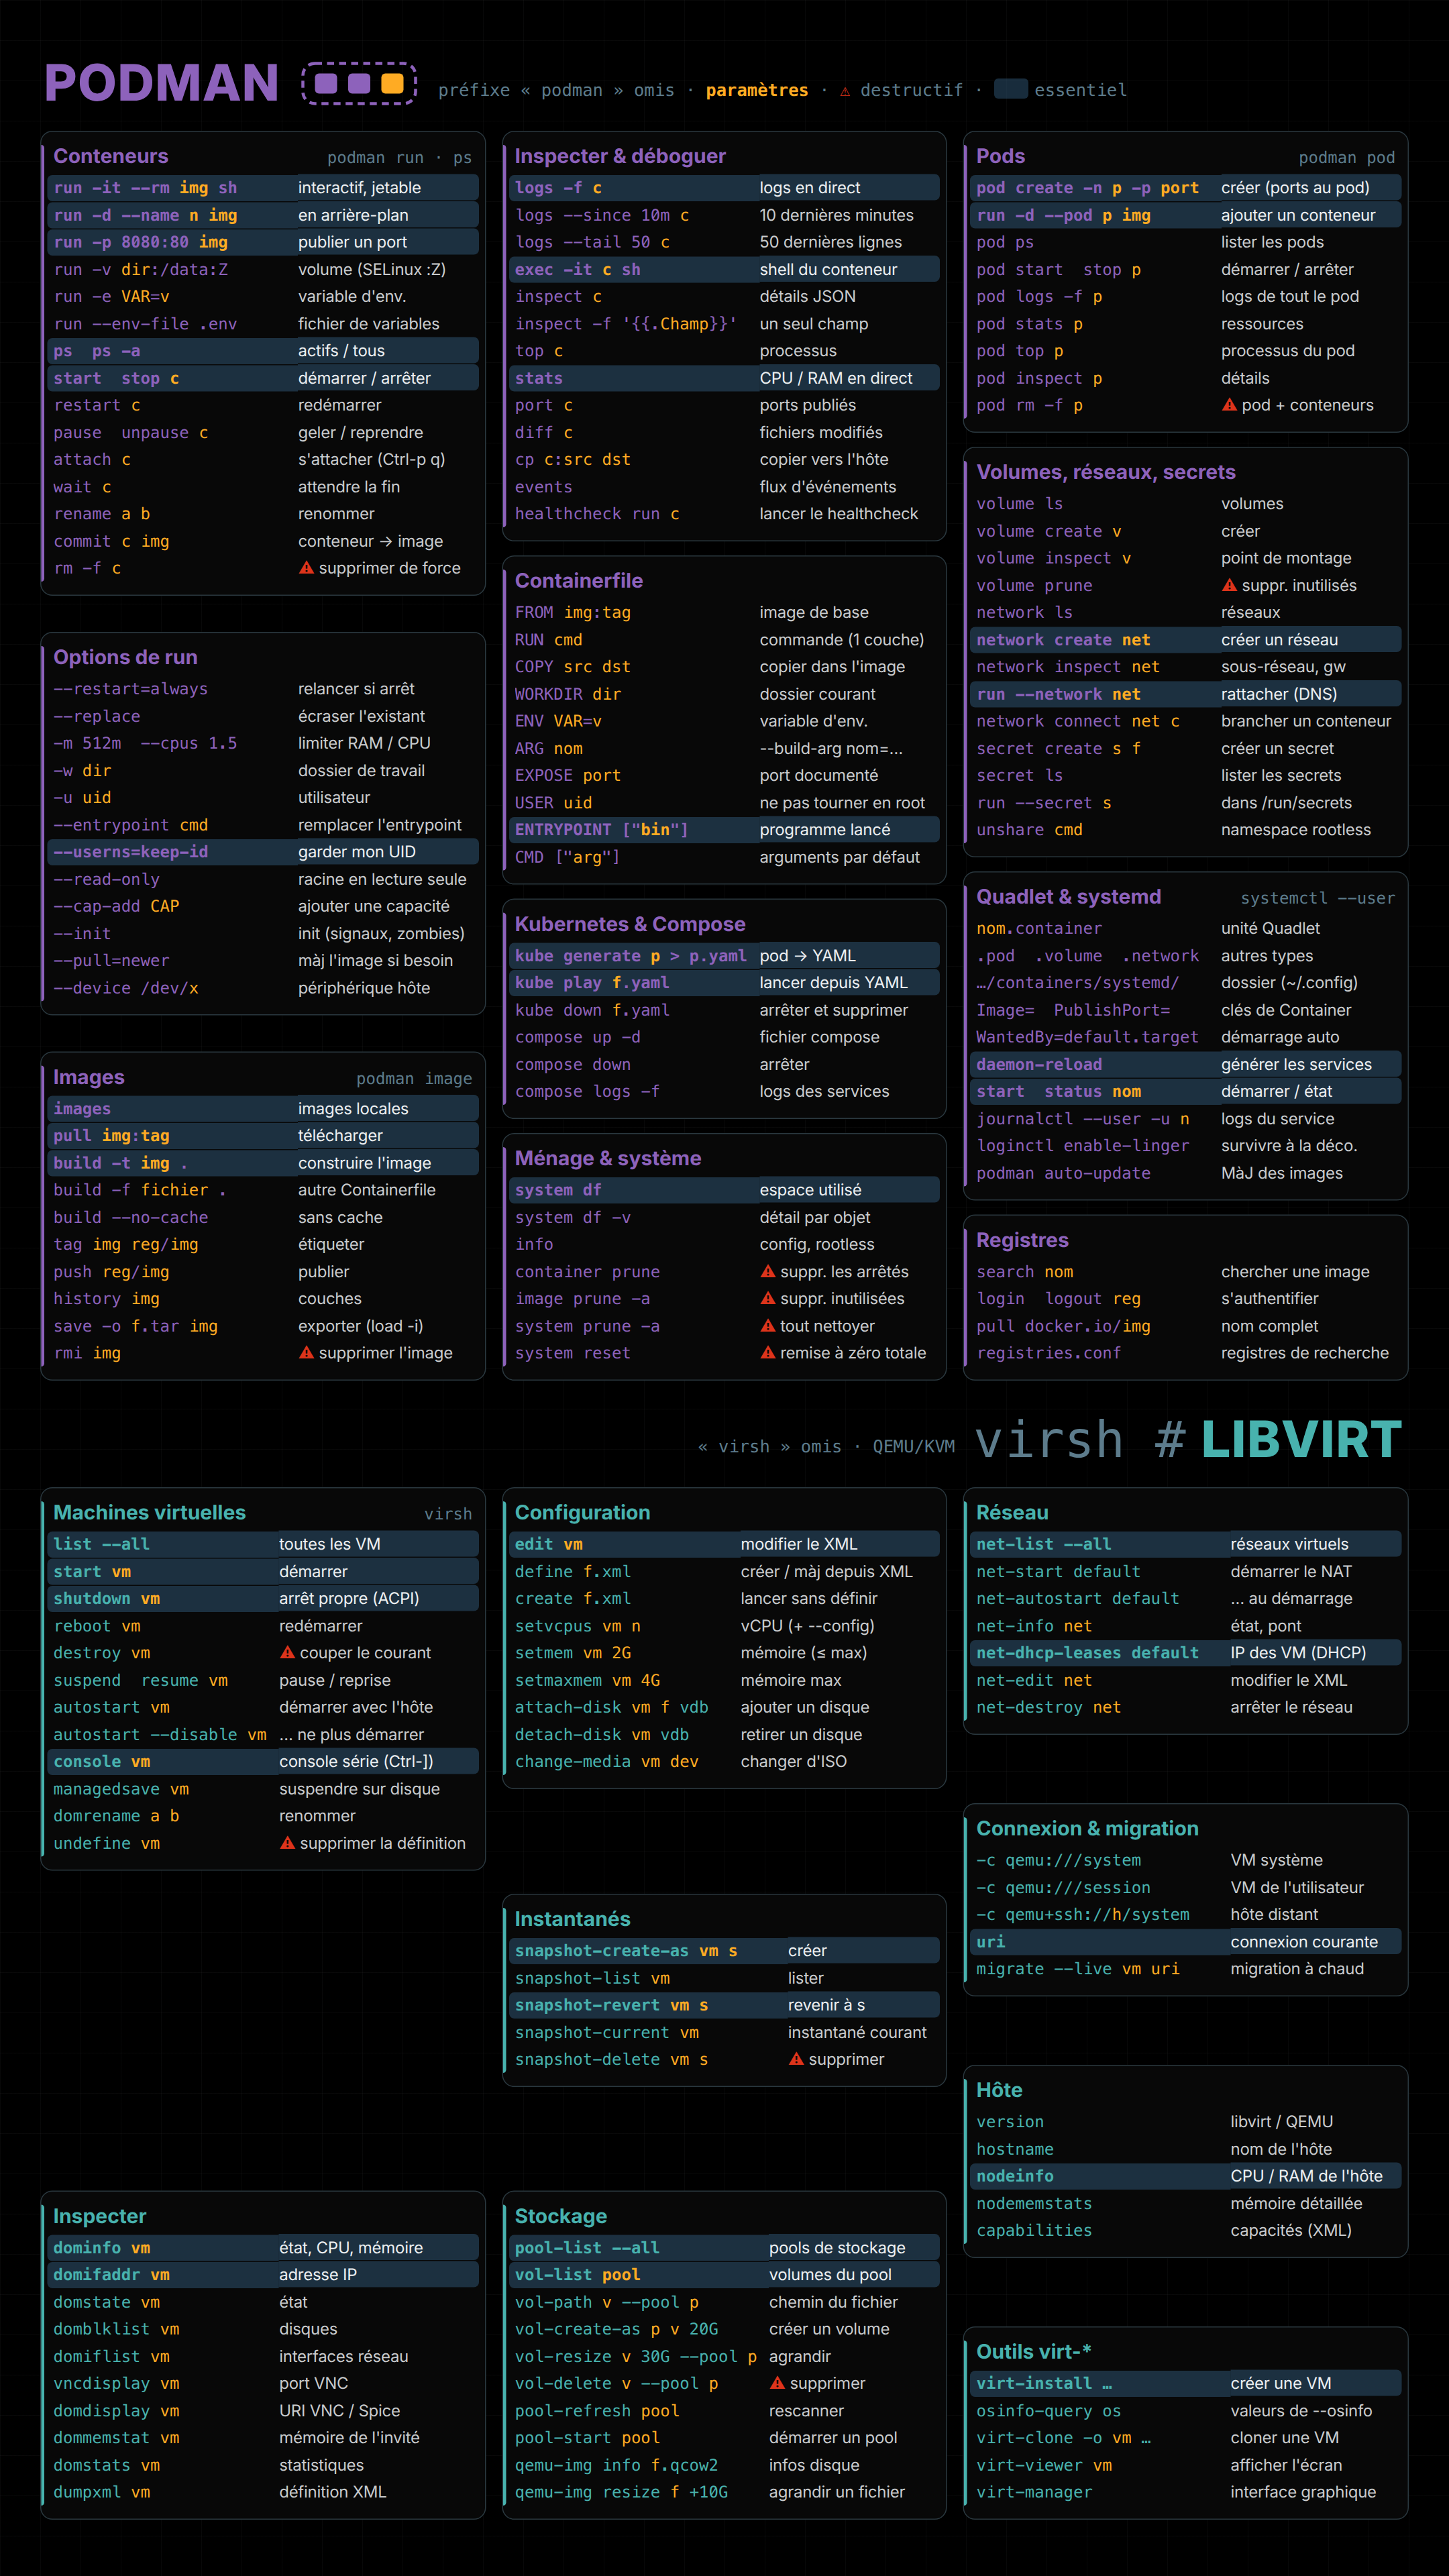 PODMAN
préfixe « podman » omis · paramètres · ⚠ destructif · essentiel
Conteneurs podman run · ps
run -it --rm img sh interactif, jetable
run -d --name n img en arrière-plan
run -p 8080:80 img publier un port
run -v dir:/data:Z volume (SELinux :Z)
run -e VAR=v variable d'env.
run --env-file .env fichier de variables
ps ps -a actifs / tous
start stop c démarrer / arrêter
restart c redémarrer
pause unpause c geler / reprendre
attach c s'attacher (Ctrl-p q)
wait c attendre la fin
rename a b renommer
commit c img conteneur → image
rm -f c ⚠ supprimer de force
Options de run
--restart=always relancer si arrêt
--replace écraser l'existant
-m 512m --cpus 1.5 limiter RAM / CPU
-w dir dossier de travail
-u uid utilisateur
--entrypoint cmd remplacer l'entrypoint
--userns=keep-id garder mon UID
--read-only racine en lecture seule
--cap-add CAP ajouter une capacité
--init init (signaux, zombies)
--pull=newer màj l'image si besoin
--device /dev/x périphérique hôte
Images podman image
images images locales
pull img:tag télécharger
build -t img . construire l'image
build -f fichier . autre Containerfile
build --no-cache sans cache
tag img reg/img étiqueter
push reg/img publier
history img couches
save -o f.tar img exporter (load -i)
rmi img ⚠ supprimer l'image
Inspecter & déboguer
logs -f c logs en direct
logs --since 10m c 10 dernières minutes
logs --tail 50 c 50 dernières lignes
exec -it c sh shell du conteneur
inspect c détails JSON
inspect -f '{{.Champ}}' un seul champ
top c processus
stats CPU / RAM en direct
port c ports publiés
diff c fichiers modifiés
cp c:src dst copier vers l'hôte
events flux d'événements
healthcheck run c lancer le healthcheck
Containerfile
FROM img:tag image de base
RUN cmd commande (1 couche)
COPY src dst copier dans l'image
WORKDIR dir dossier courant
ENV VAR=v variable d'env.
ARG nom --build-arg nom=…
EXPOSE port port documenté
USER uid ne pas tourner en root
ENTRYPOINT ["bin"] programme lancé
CMD ["arg"] arguments par défaut
Kubernetes & Compose
kube generate p > p.yaml pod → YAML
kube play f.yaml lancer depuis YAML
kube down f.yaml arrêter et supprimer
compose up -d fichier compose
compose down arrêter
compose logs -f logs des services
Ménage & système
system df espace utilisé
system df -v détail par objet
info config, rootless
container prune ⚠ suppr. les arrêtés
image prune -a ⚠ suppr. inutilisées
system prune -a ⚠ tout nettoyer
system reset ⚠ remise à zéro totale
Pods podman pod
pod create -n p -p port créer (ports au pod)
run -d --pod p img ajouter un conteneur
pod ps lister les pods
pod start stop p démarrer / arrêter
pod logs -f p logs de tout le pod
pod stats p ressources
pod top p processus du pod
pod inspect p détails
pod rm -f p ⚠ pod + conteneurs
Volumes, réseaux, secrets
volume ls volumes
volume create v créer
volume inspect v point de montage
volume prune ⚠ suppr. inutilisés
network ls réseaux
network create net créer un réseau
network inspect net sous-réseau, gw
run --network net rattacher (DNS)
network connect net c brancher un conteneur
secret create s f créer un secret
secret ls lister les secrets
run --secret s dans /run/secrets
unshare cmd namespace rootless
Quadlet & systemd systemctl --user
nom.container unité Quadlet
.pod .volume .network autres types
…/containers/systemd/ dossier (~/.config)
Image= PublishPort= clés de Container
WantedBy=default.target démarrage auto
daemon-reload générer les services
start status nom démarrer / état
journalctl --user -u n logs du service
loginctl enable-linger survivre à la déco.
podman auto-update MàJ des images
Registres
search nom chercher une image
login logout reg s'authentifier
pull docker.io/img nom complet
registries.conf registres de recherche
« virsh » omis · QEMU/KVM virsh # LIBVIRT
Machines virtuelles virsh
list --all toutes les VM
start vm démarrer
shutdown vm arrêt propre (ACPI)
reboot vm redémarrer
destroy vm ⚠ couper le courant
suspend resume vm pause / reprise
autostart vm démarrer avec l'hôte
autostart --disable vm … ne plus démarrer
console vm console série (Ctrl-])
managedsave vm suspendre sur disque
domrename a b renommer
undefine vm ⚠ supprimer la définition
Inspecter
dominfo vm état, CPU, mémoire
domifaddr vm adresse IP
domstate vm état
domblklist vm disques
domiflist vm interfaces réseau
vncdisplay vm port VNC
domdisplay vm URI VNC / Spice
dommemstat vm mémoire de l'invité
domstats vm statistiques
dumpxml vm définition XML
Configuration
edit vm modifier le XML
define f.xml créer / màj depuis XML
create f.xml lancer sans définir
setvcpus vm n vCPU (+ --config)
setmem vm 2G mémoire (≤ max)
setmaxmem vm 4G mémoire max
attach-disk vm f vdb ajouter un disque
detach-disk vm vdb retirer un disque
change-media vm dev changer d'ISO
Instantanés
snapshot-create-as vm s créer
snapshot-list vm lister
snapshot-revert vm s revenir à s
snapshot-current vm instantané courant
snapshot-delete vm s ⚠ supprimer
Stockage
pool-list --all pools de stockage
vol-list pool volumes du pool
vol-path v --pool p chemin du fichier
vol-create-as p v 20G créer un volume
vol-resize v 30G --pool p agrandir
vol-delete v --pool p ⚠ supprimer
pool-refresh pool rescanner
pool-start pool démarrer un pool
qemu-img info f.qcow2 infos disque
qemu-img resize f +10G agrandir un fichier
Réseau
net-list --all réseaux virtuels
net-start default démarrer le NAT
net-autostart default … au démarrage
net-info net état, pont
net-dhcp-leases default IP des VM (DHCP)
net-edit net modifier le XML
net-destroy net arrêter le réseau
Connexion & migration
-c qemu:///system VM système
-c qemu:///session VM de l'utilisateur
-c qemu+ssh://h/system hôte distant
uri connexion courante
migrate --live vm uri migration à chaud
Hôte
version libvirt / QEMU
hostname nom de l'hôte
nodeinfo CPU / RAM de l'hôte
nodememstats mémoire détaillée
capabilities capacités (XML)
Outils virt-*
virt-install … créer une VM
osinfo-query os valeurs de --osinfo
virt-clone -o vm … cloner une VM
virt-viewer vm afficher l'écran
virt-manager interface graphique